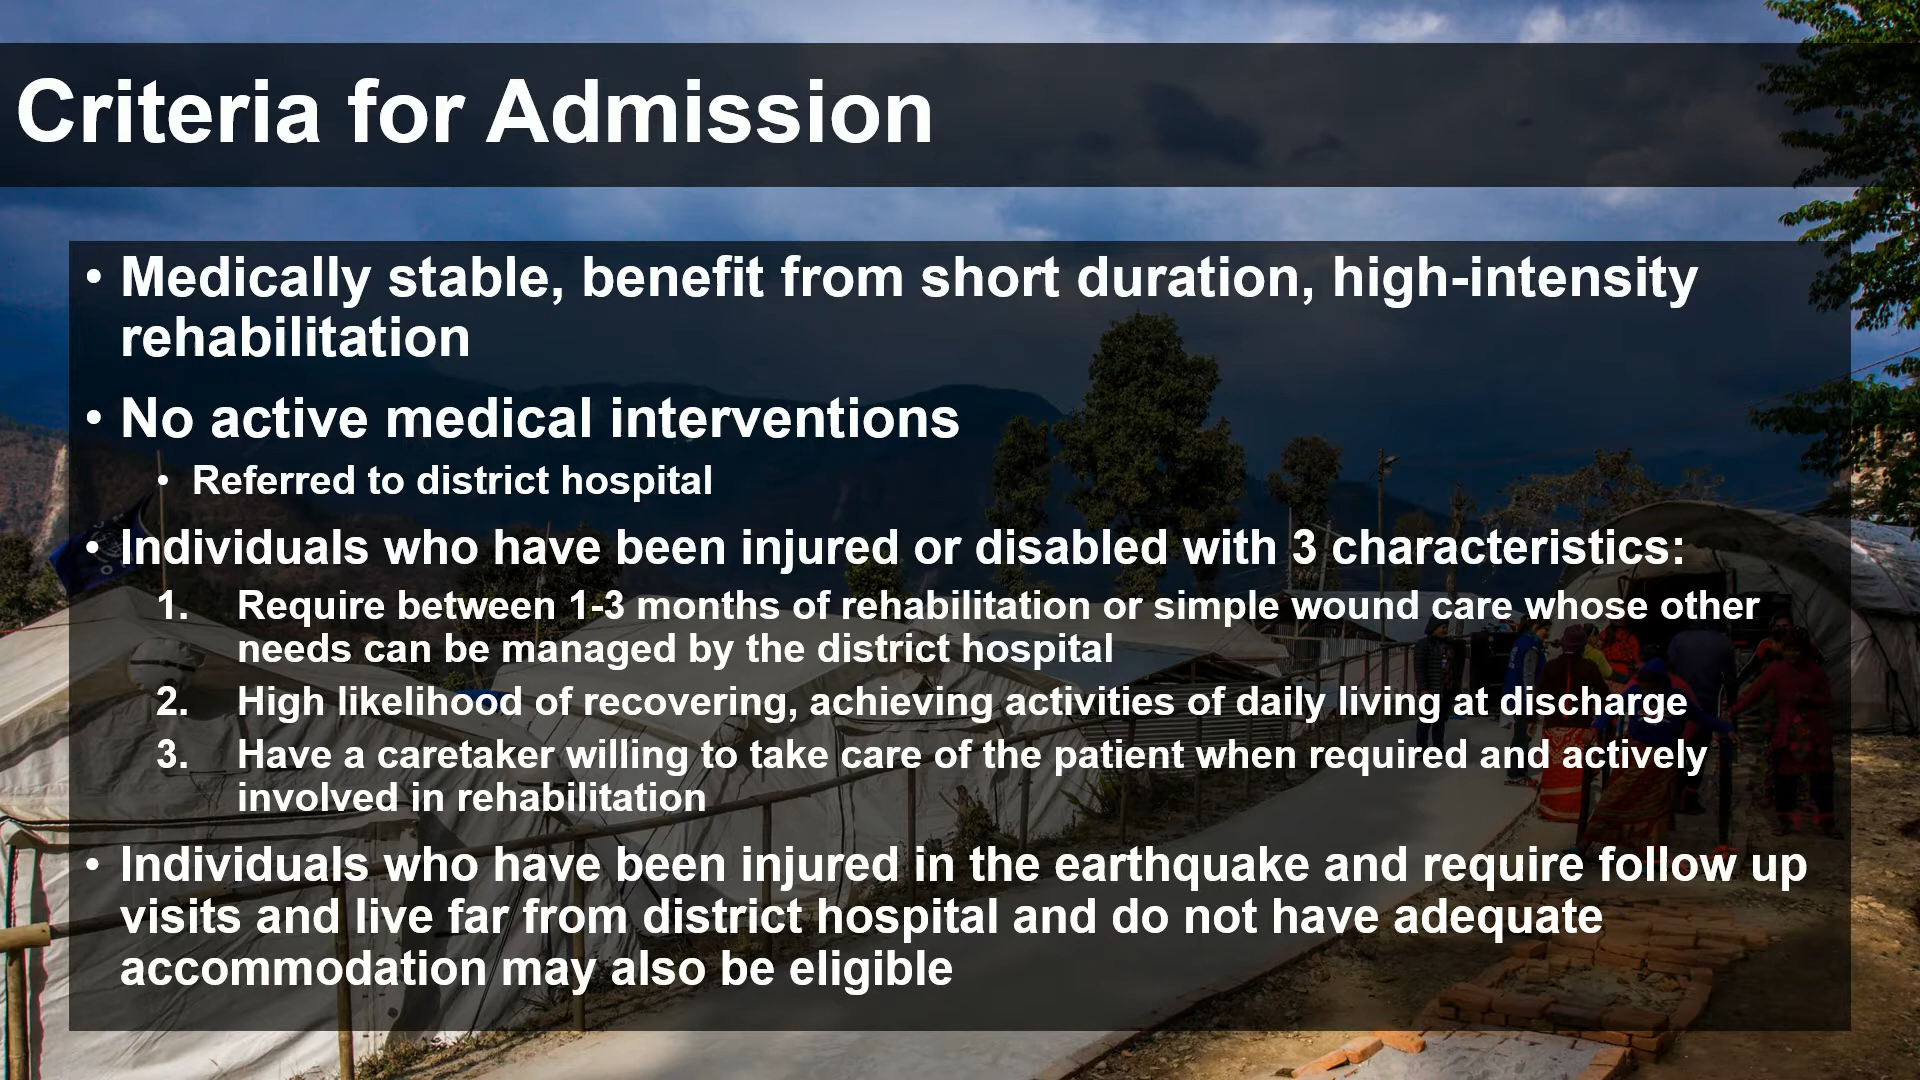 Criteria for Admission
• Medically stable, benefit from short duration, high-intensity
rehabilitation
• No active medical interventions
• Referred to district hospital
• Individuals who have been injured or disabled with 3 characteristics:
1. Require between 1-3 months of rehabilitation or simple wound care whose other
needs can be managed by the district hospital
2. High likelihood of recovering, achieving activities of daily living at discharge
3. Have a caretaker willing to take care of the patient when required and actively
involved in rehabilitation
• Individuals who have been injured in the earthquake and require follow up
visits and live far from district hospital and do not have adequate
accommodation may also be eligible